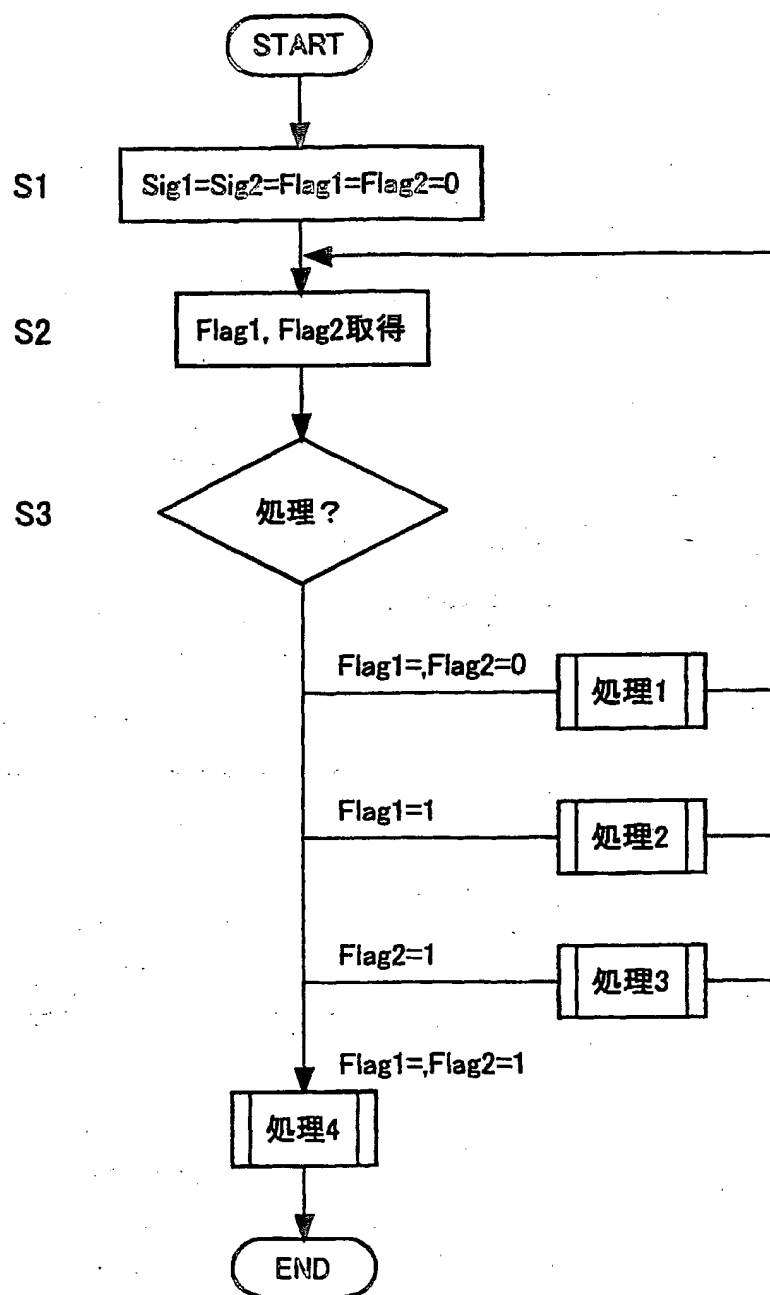 START
S1
Sig1=Sig2=Flag1=Flag2=0
S2
Flag1, Flag2取得
S3
処理？
Flag1=,Flag2=0
処理1
Flag1=1
処理2
Flag2=1
処理3
Flag1=,Flag2=1
処理4
END